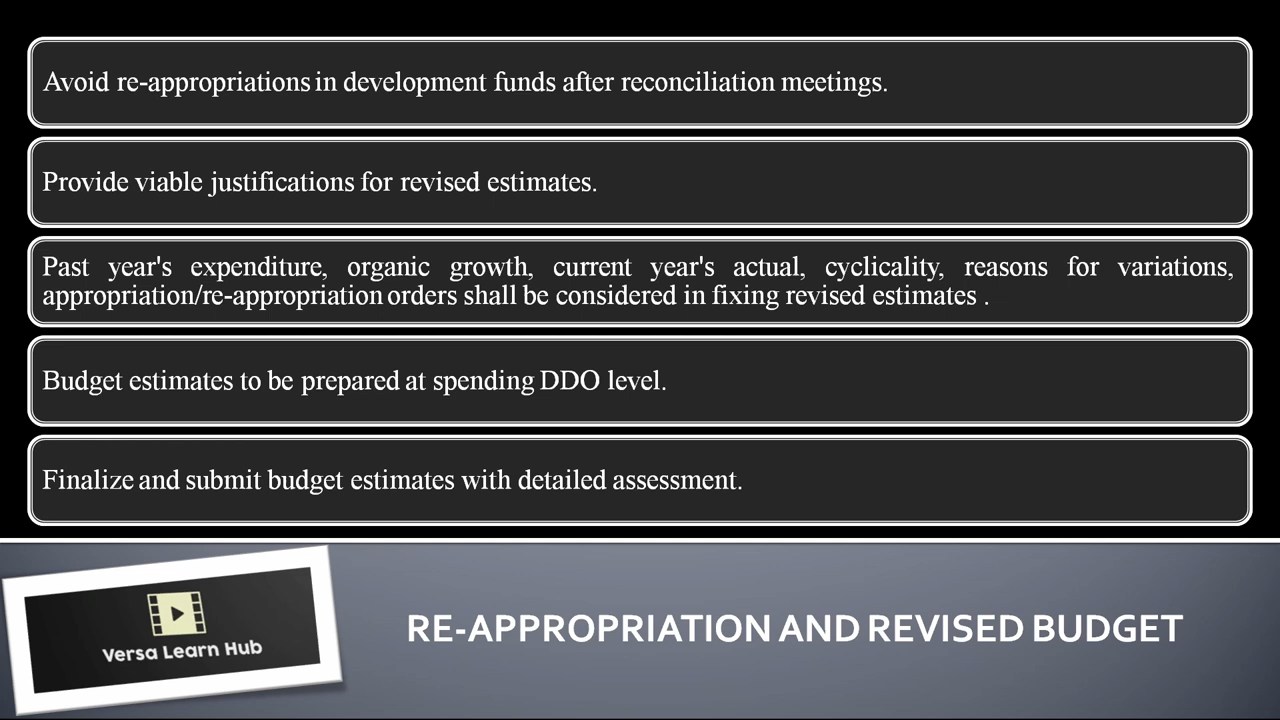 Avoid re-appropriations in development funds after reconciliation meetings.
Provide viable justifications for revised estimates.
Past year's expenditure, organic growth, current year's actual, cyclicality, reasons for variations,
appropriation/re-appropriation orders shall be considered in fixing revised estimates .
Budget estimates to be prepared at spending DDO level.
Finalize and submit budget estimates with detailed assessment.
Versa Learn Hub
RE-APPROPRIATION AND REVISED BUDGET